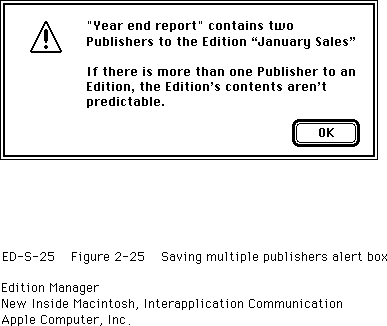 "Year end report" contains two
Publishers to the Edition “January Sales”
If there is more than one Publisher to an
Edition, the Edition's contents aren't
predictable.
OK
ED-S-25 Figure 2-25 Saving multiple publishers alert box
Edition Manager
New Inside Macintosh, Interapplication Communication
Apple Computer, Inc.